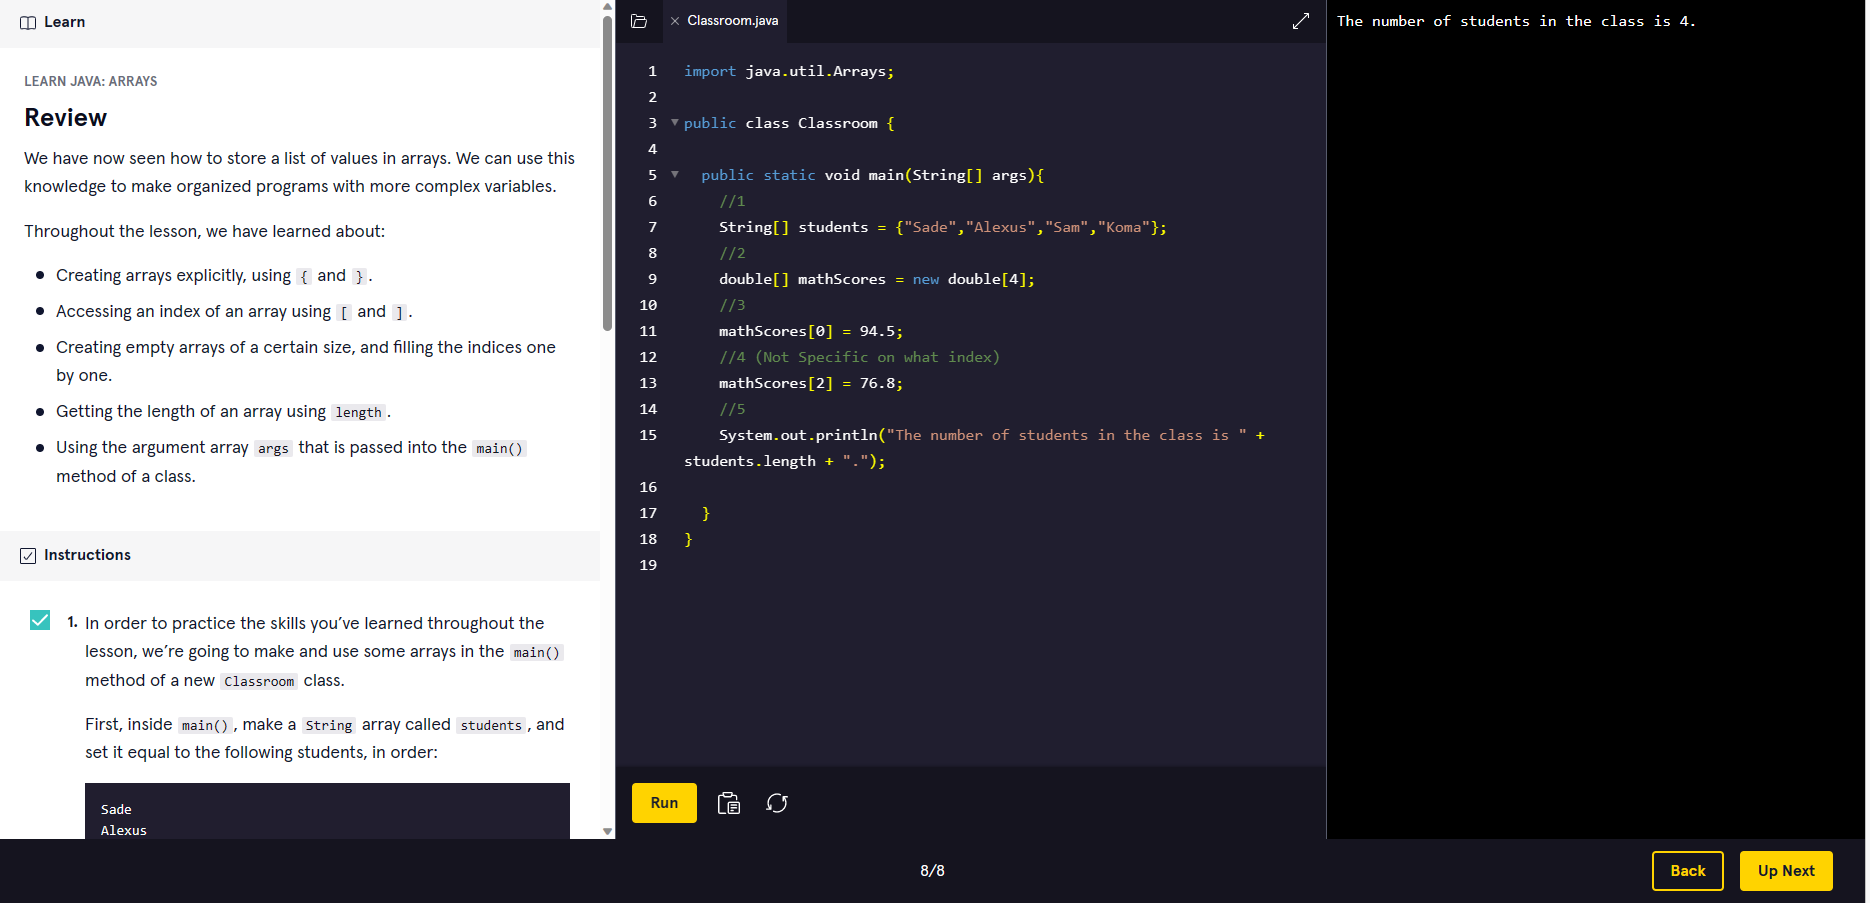 Learn
LEARN JAVA: ARRAYS
Review
We have now seen how to store a list of values in arrays. We can use this
knowledge to make organized programs with more complex variables.
Throughout the lesson, we have learned about:
Creating arrays explicitly, using { and }.
Accessing an index of an array using [ and ].
Creating empty arrays of a certain size, and filling the indices one
by one.
Getting the length of an array using length.
Using the argument array args that is passed into the main()
method of a class.
Instructions
1. In order to practice the skills you’ve learned throughout the
lesson, we’re going to make and use some arrays in the main()
method of a new Classroom class.
First, inside main(), make a String array called students, and
set it equal to the following students, in order:
Sade
Alexus
Classroom.java
1 import java.util.Arrays;
2
3 public class Classroom {
4
5 public static void main(String[] args){
6 //1
7 String[] students = {"Sade","Alexus","Sam","Koma"};
8 //2
9 double[] mathScores = new double[4];
10 //3
11 mathScores[0] = 94.5;
12 //4 (Not Specific on what index)
13 mathScores[2] = 76.8;
14 //5
15 System.out.println("The number of students in the class is " +
students.length + ".");
16
17 }
18 }
19
Run
The number of students in the class is 4.
8/8
Back
Up Next